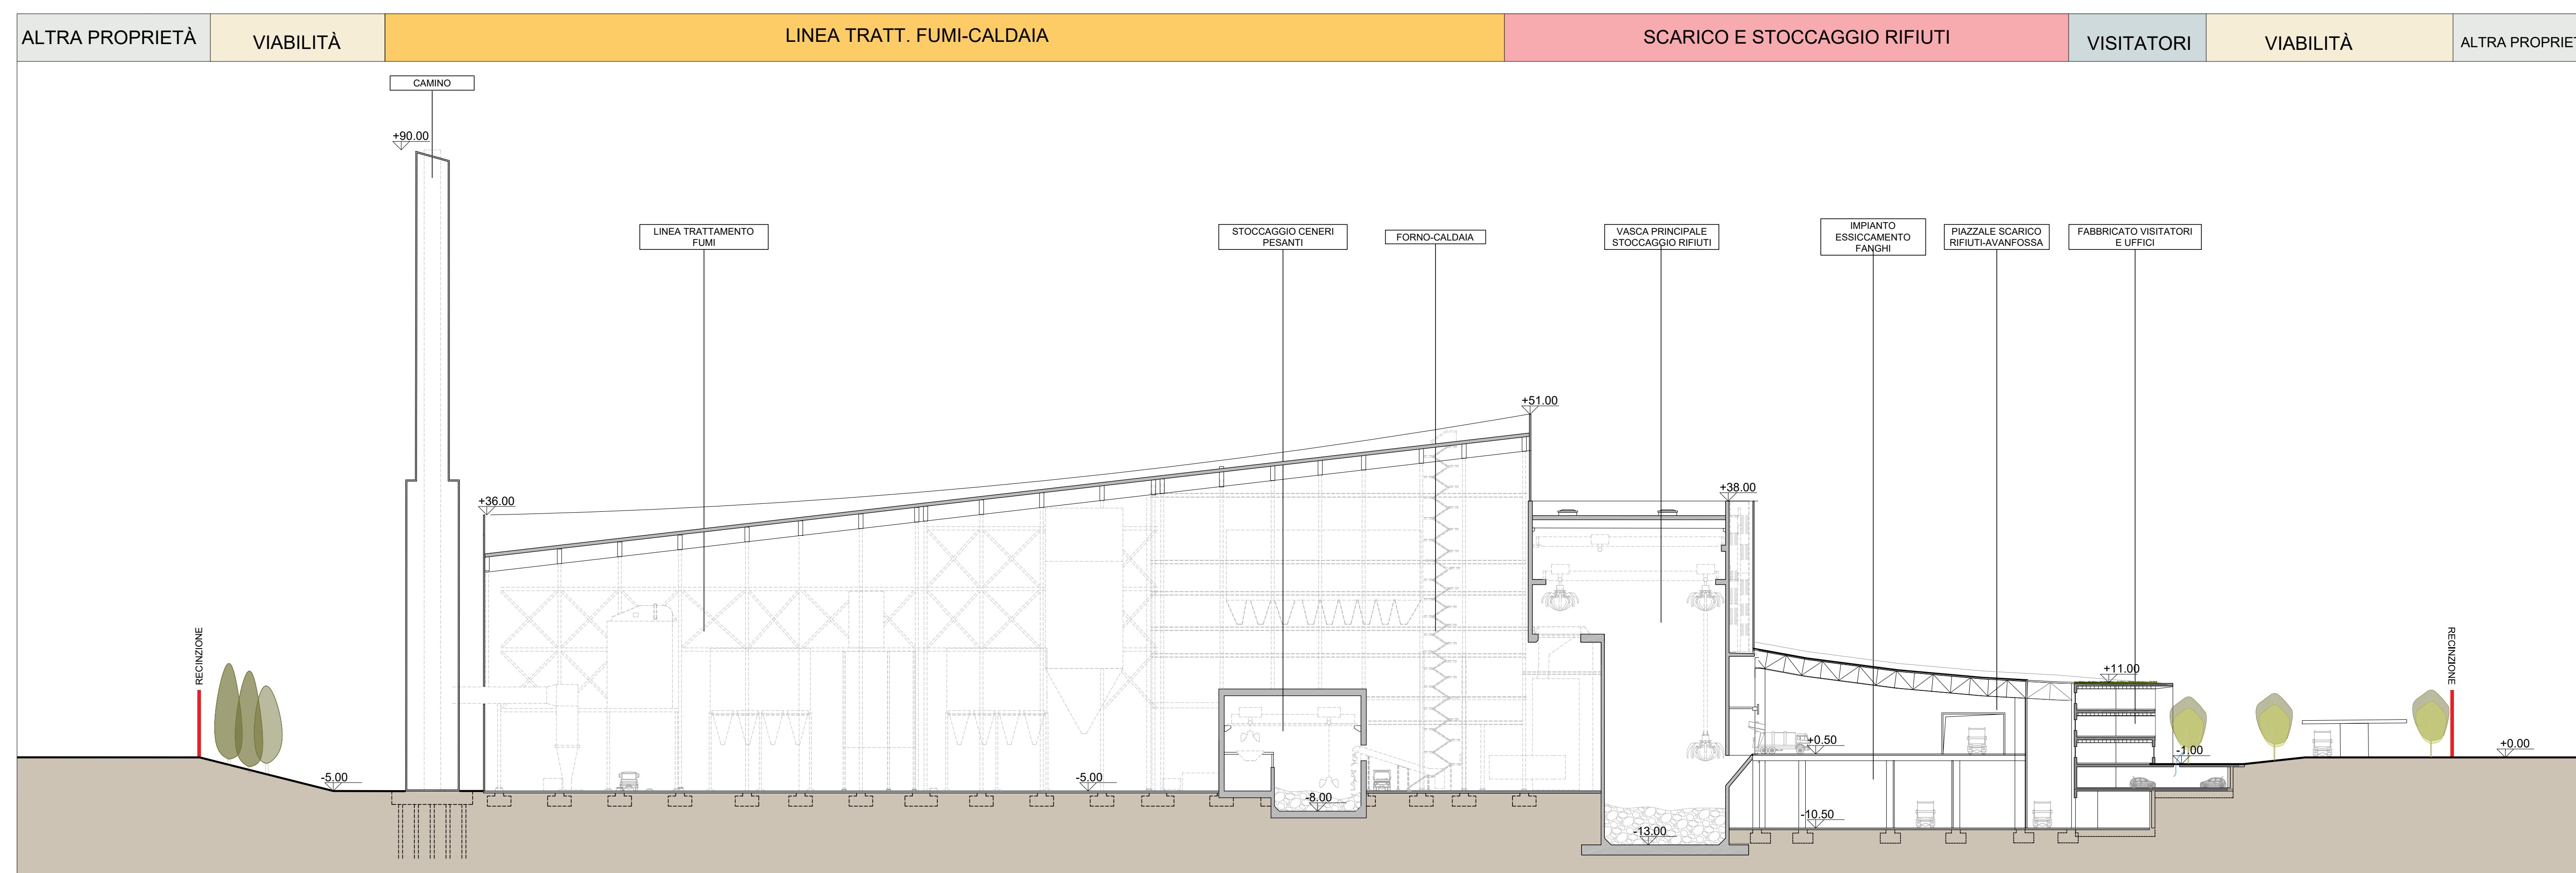 ALTRA PROPRIETÀ
VIABILITÀ
LINEA TRATT. FUMI-CALDAIA
SCARICO E STOCCAGGIO RIFIUTI
VISITATORI
VIABILITÀ
ALTRA PROPRIET
CAMINO
+90.00
LINEA TRATTAMENTO
FUMI
STOCCAGGIO CENERI
PESANTI
FORNO-CALDAIA
VASCA PRINCIPALE
STOCCAGGIO RIFIUTI
IMPIANTO
ESSICCAMENTO
FANGHI
PIAZZALE SCARICO
RIFIUTI-AVANFOSSA
FABBRICATO VISITATORI
E UFFICI
+51.00
+36.00
+38.00
RECINZIONE
RECINZIONE
+11.00
+0.50
-1.00
+0.00
-5.00
-5.00
-8.00
-10.50
-13.00